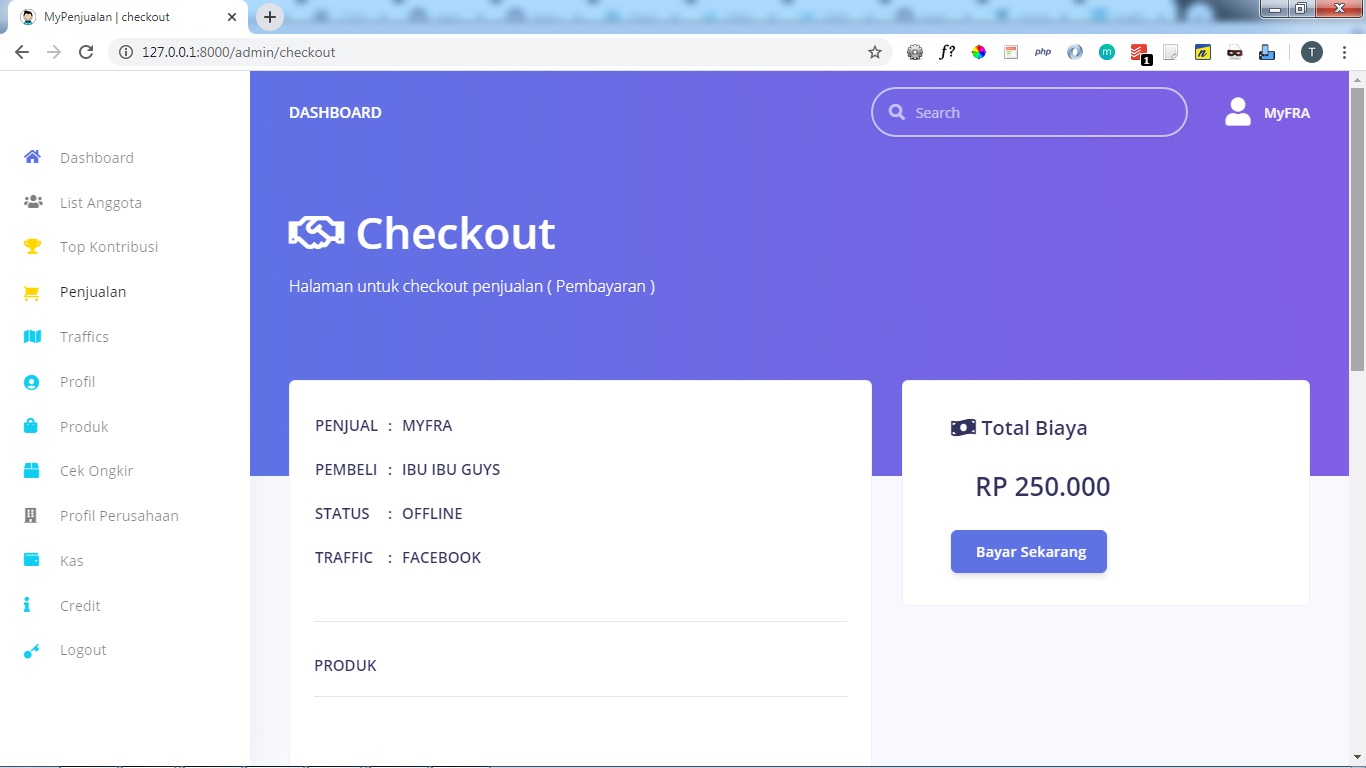 MyPenjualan | checkout
127.0.0.1:8000/admin/checkout
f?
php
m
n
1
T
DASHBOARD
Search
MyFRA
Dashboard
List Anggota
Top Kontribusi
Penjualan
Traffics
Profil
Produk
Cek Ongkir
Profil Perusahaan
Kas
Credit
Logout
Checkout
Halaman untuk checkout penjualan ( Pembayaran )
PENJUAL : MYFRA
PEMBELI : IBU IBU GUYS
STATUS : OFFLINE
TRAFFIC : FACEBOOK
PRODUK
Total Biaya
RP 250.000
Bayar Sekarang